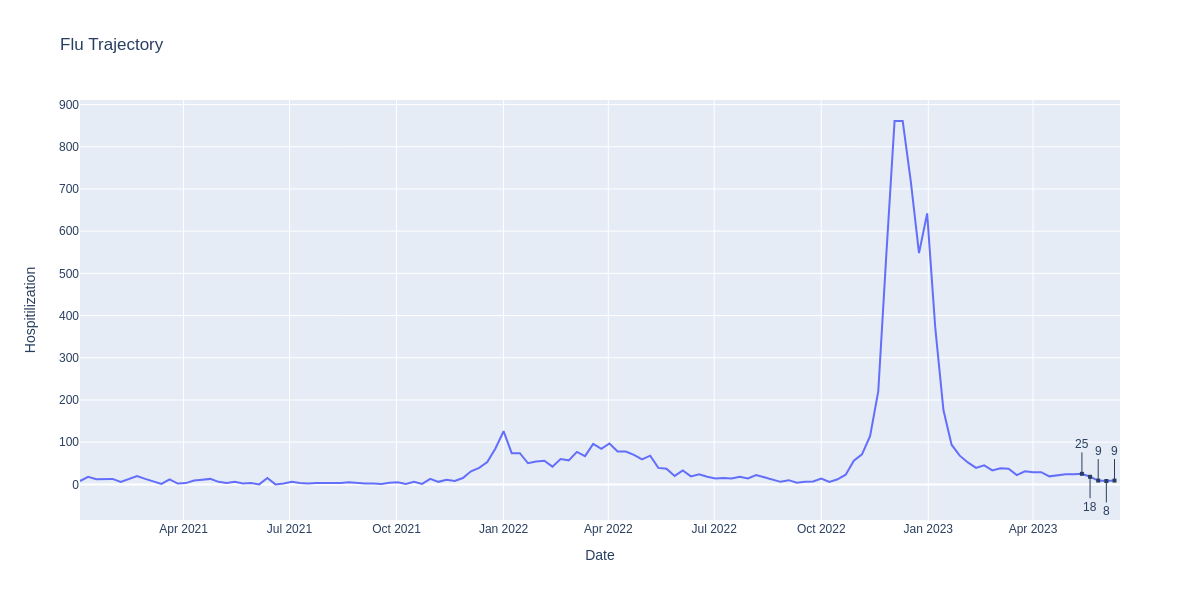 Flu Trajectory
Hospitilization
900
800
700
600
500
400
300
200
100
0
25
9
9
18
8
Apr 2021
Jul 2021
Oct 2021
Jan 2022
Apr 2022
Jul 2022
Oct 2022
Jan 2023
Apr 2023
Date